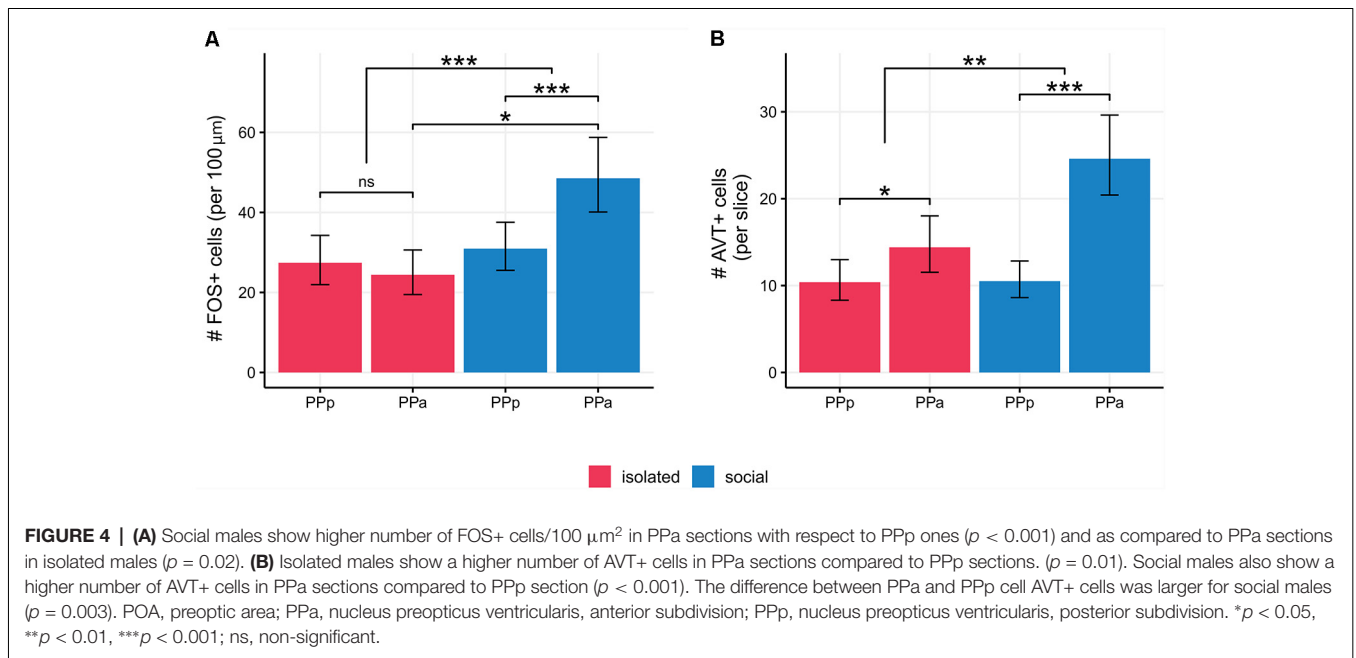 A
B
***
***
*
ns
**
***
*
# FOS+ cells (per 100 μm)
60
40
20
0
PPp PPa PPp PPa
# AVT+ cells
(per slice)
30
20
10
0
PPp PPa PPp PPa
isolated social
FIGURE 4 | (A) Social males show higher number of FOS+ cells/100 μm² in PPa sections with respect to PPp ones (p < 0.001) and as compared to PPa sections
in isolated males (p = 0.02). (B) Isolated males show a higher number of AVT+ cells in PPa sections compared to PPp sections. (p = 0.01). Social males also show a
higher number of AVT+ cells in PPa sections compared to PPp section (p < 0.001). The difference between PPa and PPp cell AVT+ cells was larger for social males
(p = 0.003). POA, preoptic area; PPa, nucleus preopticus ventricularis, anterior subdivision; PPp, nucleus preopticus ventricularis, posterior subdivision. *p < 0.05,
**p < 0.01, ***p < 0.001; ns, non-significant.